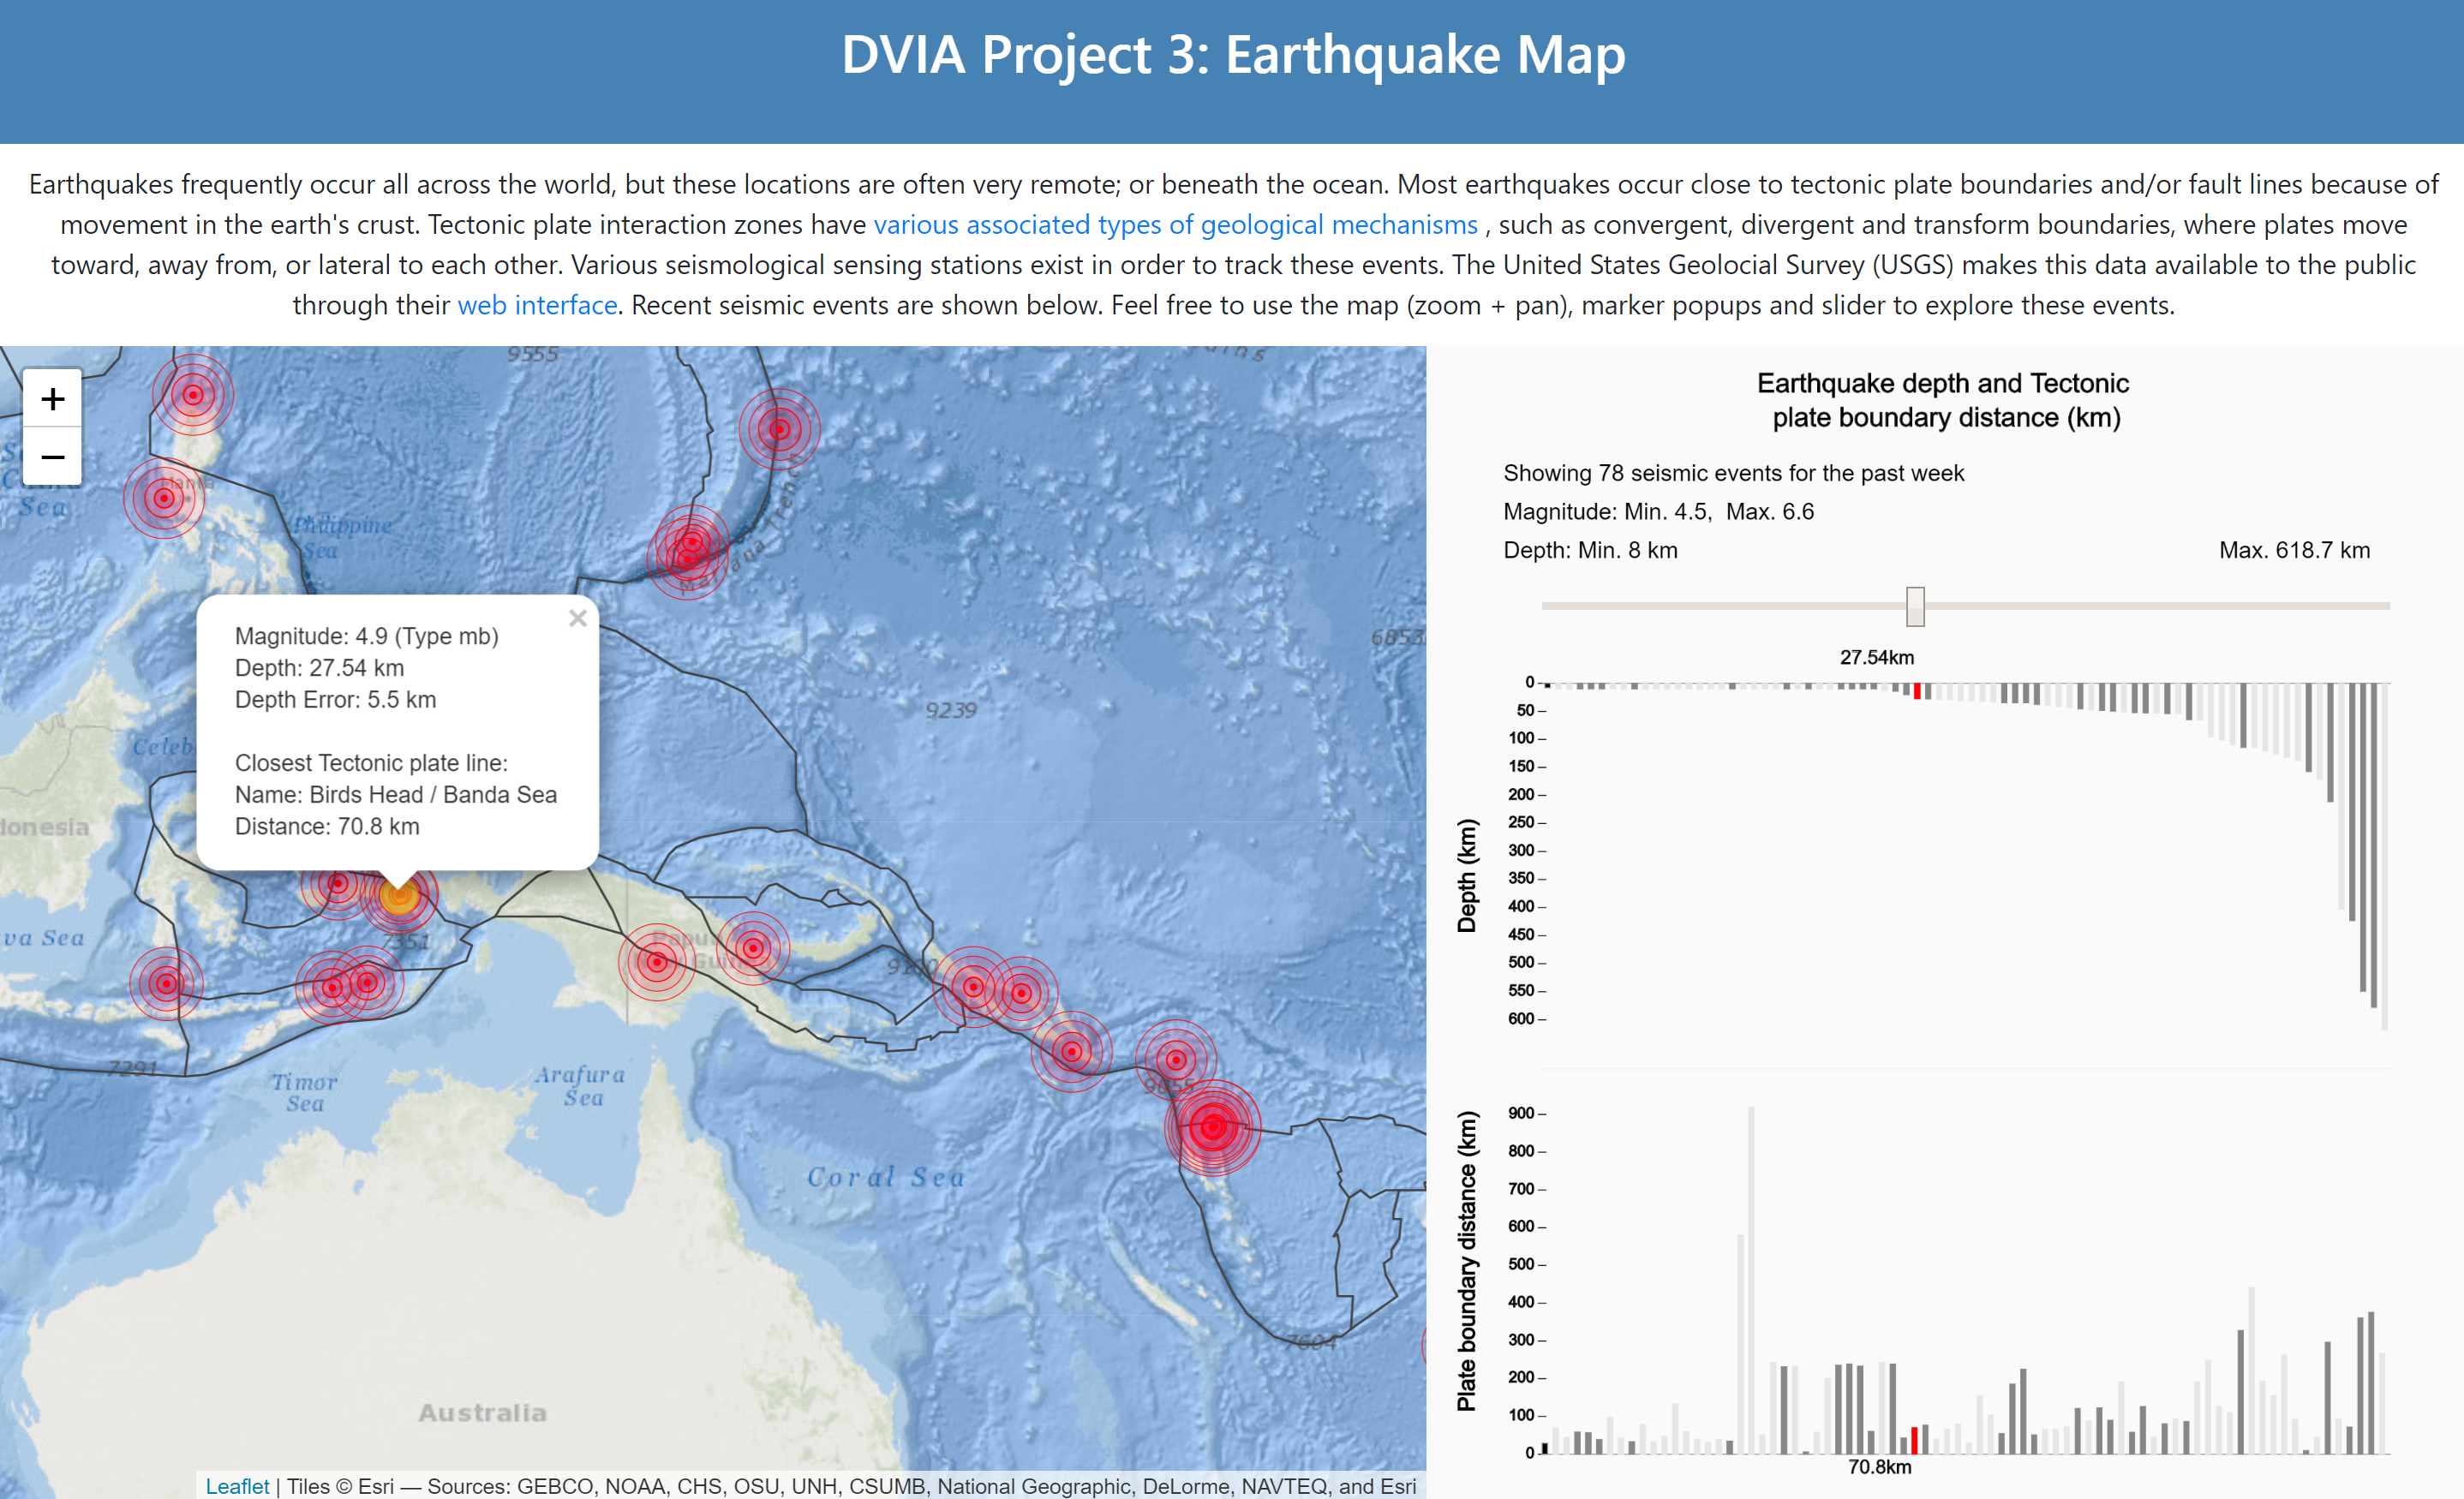 DVIA Project 3: Earthquake Map
Earthquakes frequently occur all across the world, but these locations are often very remote; or beneath the ocean. Most earthquakes occur close to tectonic plate boundaries and/or fault lines because of
movement in the earth's crust. Tectonic plate interaction zones have various associated types of geological mechanisms , such as convergent, divergent and transform boundaries, where plates move
toward, away from, or lateral to each other. Various seismological sensing stations exist in order to track these events. The United States Geolocial Survey (USGS) makes this data available to the public
through their web interface. Recent seismic events are shown below. Feel free to use the map (zoom + pan), marker popups and slider to explore these events.
+
−
9555
Sea
Philippine
Sea
Mariana Trench
6853
9239
×
Magnitude: 4.9 (Type mb)
Depth: 27.54 km
Depth Error: 5.5 km
Closest Tectonic plate line:
Name: Birds Head / Banda Sea
Distance: 70.8 km
Celeb
donesia
va Sea
7351
7291
Timor
Sea
Arafura
Sea
Coral Sea
7604
Australia
Leaflet | Tiles © Esri — Sources: GEBCO, NOAA, CHS, OSU, UNH, CSUMB, National Geographic, DeLorme, NAVTEQ, and Esri
Earthquake depth and Tectonic
plate boundary distance (km)
Showing 78 seismic events for the past week
Magnitude: Min. 4.5, Max. 6.6
Depth: Min. 8 km Max. 618.7 km
27.54km
Depth (km)
0
50
100
150
200
250
300
350
400
450
500
550
600
Plate boundary distance (km)
900
800
700
600
500
400
300
200
100
0
70.8km